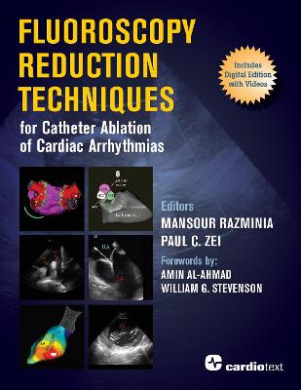 FLUOROSCOPY
REDUCTION
TECHNIQUES
for Catheter Ablation
of Cardiac Arrhythmias
Includes
Digital Edition
with Videos
Editors
MANSOUR RAZMINIA
PAUL C. ZEI
Forewords by:
AMIN AL-AHMAD
WILLIAM G. STEVENSON
cardiotext